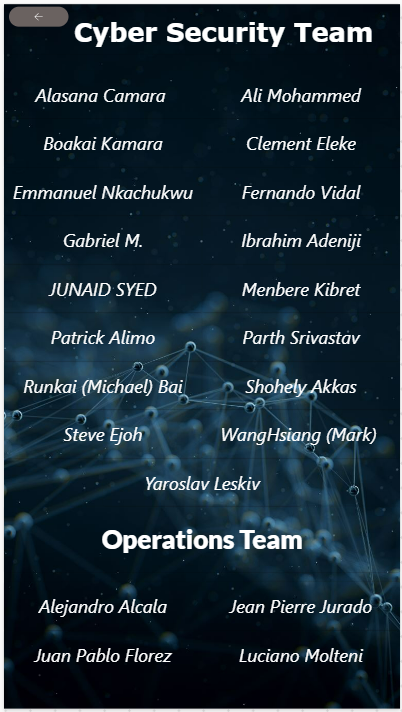 Cyber Security Team
Alasana Camara Ali Mohammed
Boakai Kamara Clement Eleke
Emmanuel Nkachukwu Fernando Vidal
Gabriel M. Ibrahim Adeniji
JUNAID SYED Menbere Kibret
Patrick Alimo Parth Srivastav
Runkai (Michael) Bai Shohely Akkas
Steve Ejoh WangHsiang (Mark)
Yaroslav Leskiv
Operations Team
Alejandro Alcala Jean Pierre Jurado
Juan Pablo Florez Luciano Molteni